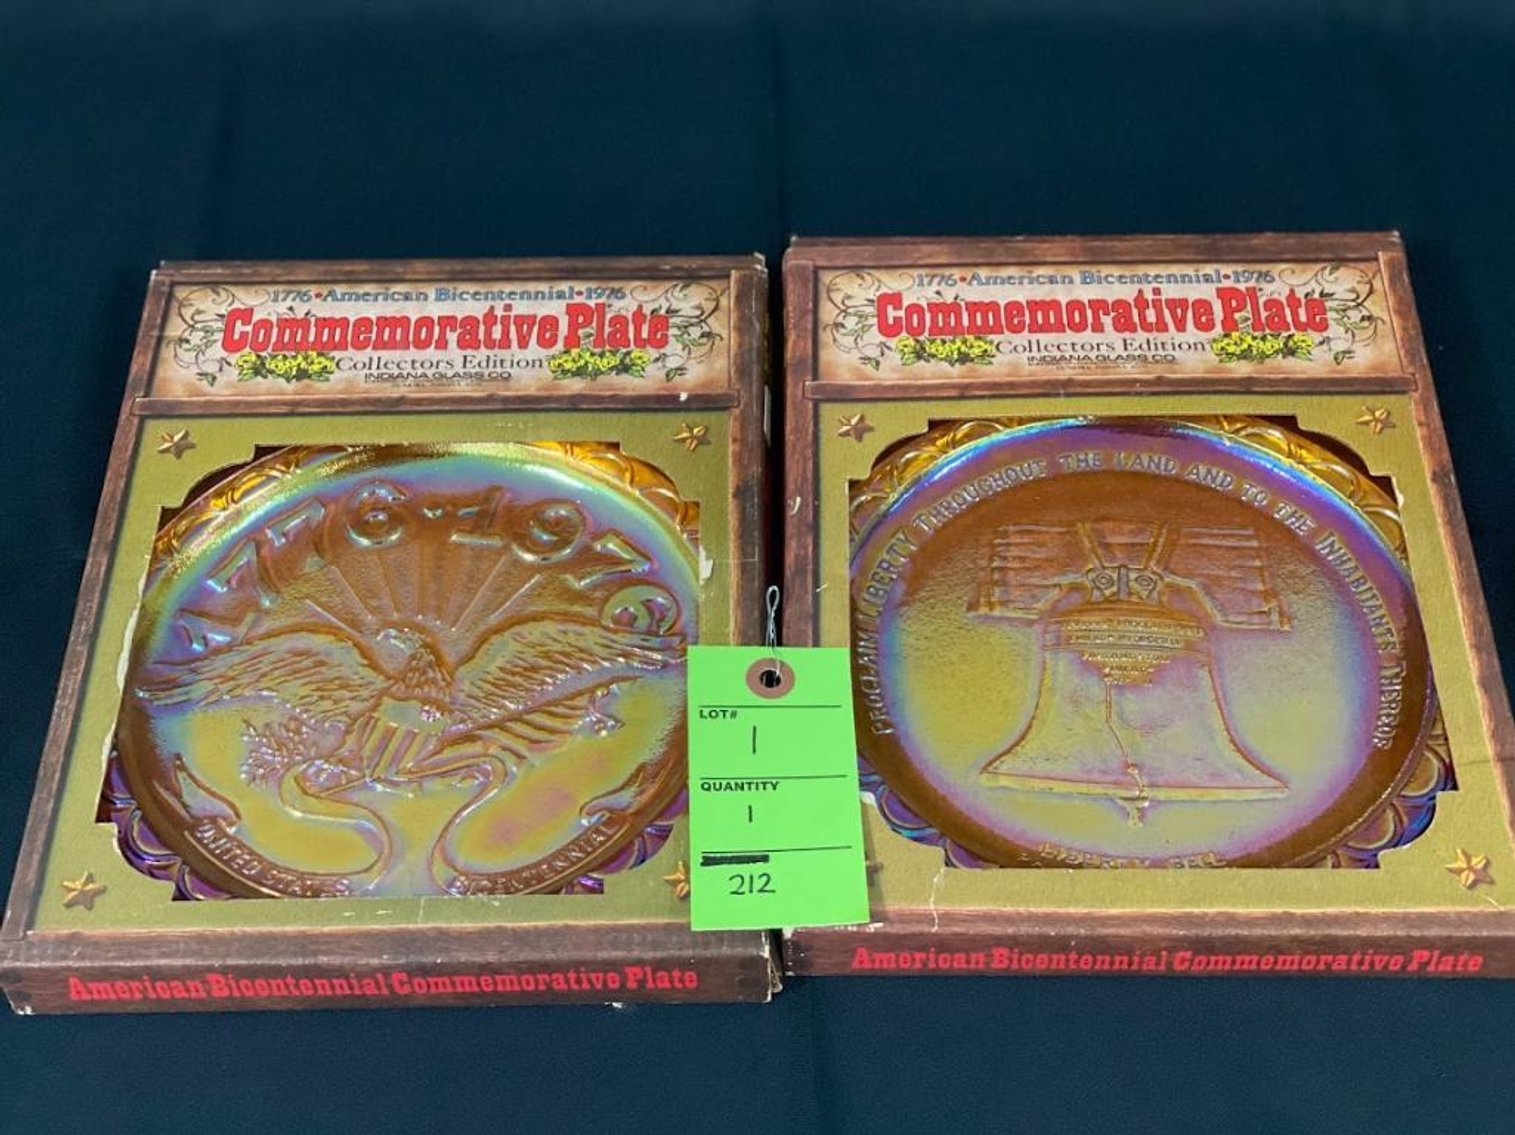 1776 • American Bicentennial • 1976
Commemorative Plate
Collectors Edition
INDIANA GLASS CO.
1776-1976
UNITED STATES BICENTENNIAL
American Bicentennial Commemorative Plate
LOT# 1
QUANTITY 1
212
1776 • American Bicentennial • 1976
Commemorative Plate
Collectors Edition
INDIANA GLASS CO.
PROCLAIM LIBERTY THROUGHOUT THE LAND AND TO THE INHABITANTS THEREOF
LIBERTY BELL
American Bicentennial Commemorative Plate